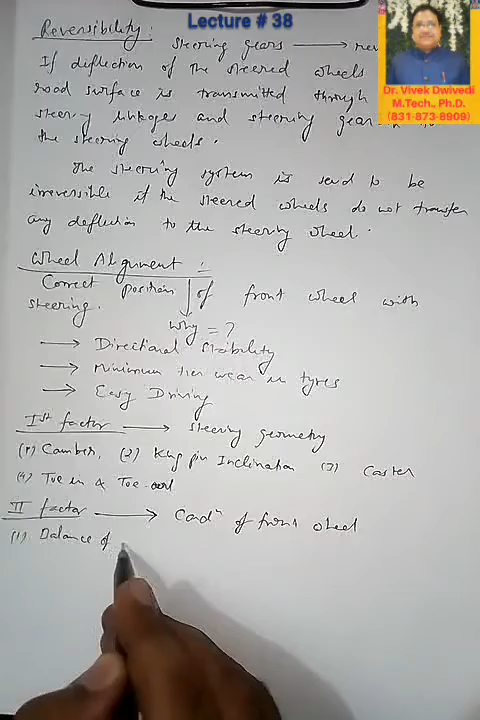 Lecture # 38
Dr. Vivek Dwivedi
M.Tech., Ph.D.
(831-873-8909)
Reversibility : steering gears → rev
If deflection of the steered wheels
road surface is transmitted through
steering linkages and steering gear
the steering wheels.
The steering system is said to be
irreversible if the steered wheels do not transfer
any deflection to the steering wheel.
Wheel Alignment :-
Correct position of front wheel with
steering.
Why = ?
→ Directional stability
→ Minimum wear in tyres
→ Easy Driving
Ist factor → steering geometry
(1) Camber, (2) King pin Inclination (3) Caster
(4) Toe in & Toe-out
II factor → Condⁿ of front wheel
(1) Balance of